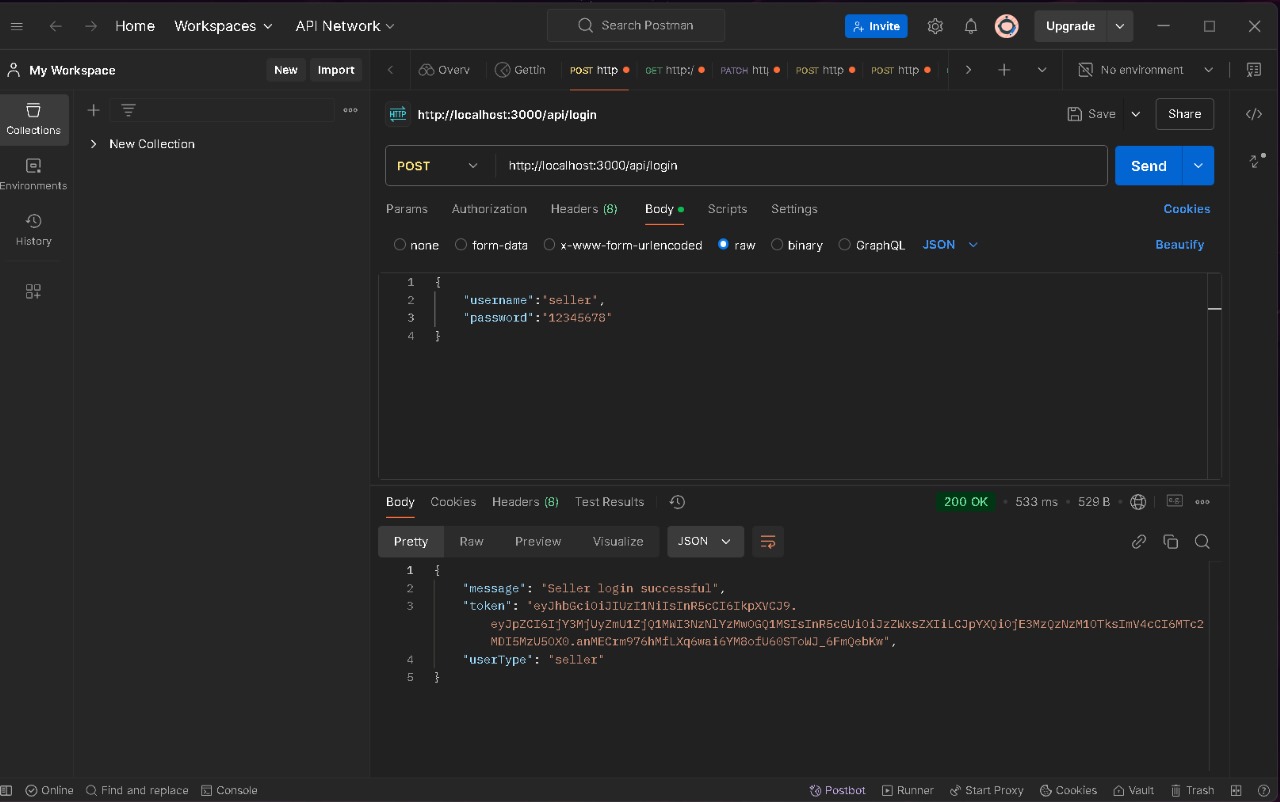 Home Workspaces API Network Search Postman Invite Upgrade
My Workspace New Import Overv Gettin POST http GET http:/ PATCH htt POST http POST http No environment
Collections
New Collection
http://localhost:3000/api/login Save Share
Environments
POST http://localhost:3000/api/login Send
History
Params Authorization Headers (8) Body Scripts Settings Cookies
none form-data x-www-form-urlencoded raw binary GraphQL JSON Beautify
1 {
2 "username":"seller",
3 "password":"12345678"
4 }
Body Cookies Headers (8) Test Results 200 OK • 533 ms • 529 B
Pretty Raw Preview Visualize JSON
1 {
2 "message": "Seller login successful",
3 "token": "eyJhbGciOiJIUzI1NiIsInR5cCI6IkpXVCJ9.
eyJpZCI6IjY3MjUyZmU1ZjQ1MWI3NzNlYzMwOGQ1MSIsInR5cGUiOiJzZWxsZXIiLCJpYXQiOjE3MzQzNzM1OTksImV4cCI6MTc2
MDI5MzU5OX0.anMECrm976hMfLXq6wai6YM8ofU60SToWJ_6FmQebKw",
4 "userType": "seller"
5 }
Online Find and replace Console Postbot Runner Start Proxy Cookies Vault Trash